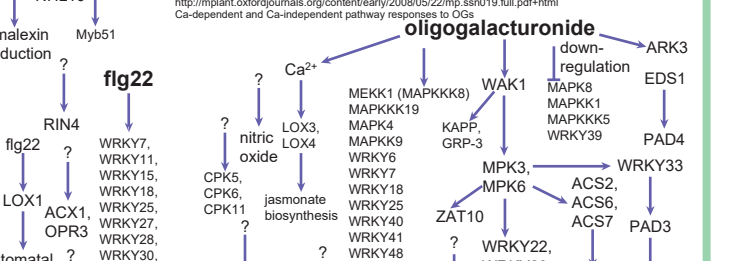 http://mplant.oxfordjournals.org/content/early/2008/05/22/mp.ssn019.full.pdf+html
Ca-dependent and Ca-independent pathway responses to OGs
oligogalacturonide
malexin
duction
Myb51
?
RIN4
flg22
?
LOX1
ACX1,
OPR3
?
flg22
WRKY7,
WRKY11,
WRKY15,
WRKY18,
WRKY25,
WRKY27,
WRKY28,
WRKY30,
Ca2+
?
?
nitric
oxide
LOX3,
LOX4
CPK5,
CPK6,
CPK11
?
jasmonate
biosynthesis
?
MEKK1 (MAPKKK8)
MAPKKK19
MAPK4
MAPKK9
WRKY6
WRKY7
WRKY18
WRKY25
WRKY40
WRKY41
WRKY48
WAK1
KAPP,
GRP-3
MPK3,
MPK6
ZAT10
?
WRKY22,
down-
regulation
MAPK8
MAPKK1
MAPKKK5
WRKY39
ACS2,
ACS6,
ACS7
ARK3
EDS1
PAD4
WRKY33
PAD3